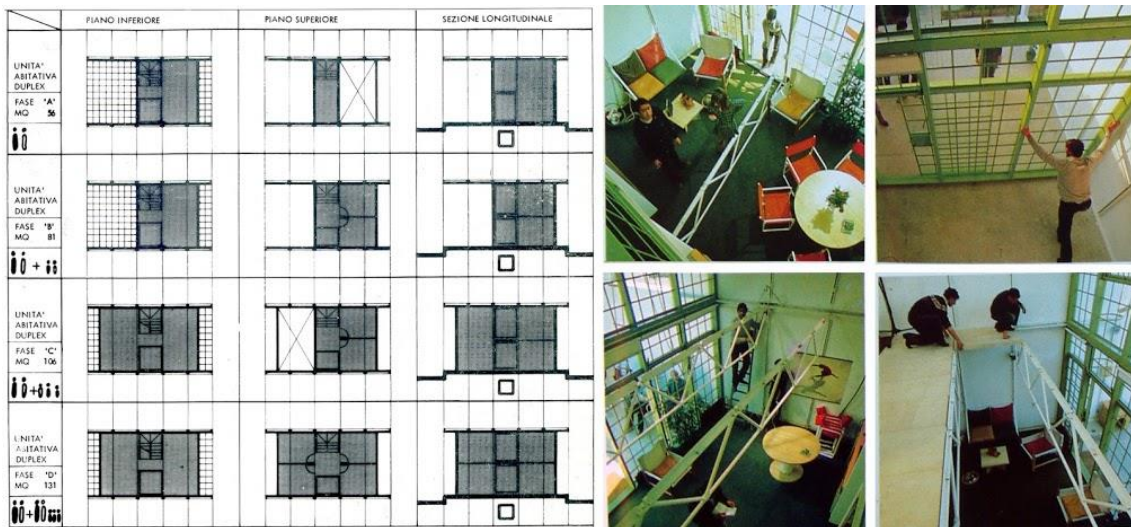 PIANO INFERIORE
PIANO SUPERIORE
SEZIONE LONGITUDINALE
UNITA'
ABITATIVA
DUPLEX
FASE 'A'
MQ 56
UNITA'
ABITATIVA
DUPLEX
FASE 'B'
MQ 81
+
UNITA'
ABITATIVA
DUPLEX
FASE 'C'
MQ 106
+
UNITA'
ABITATIVA
DUPLEX
FASE 'D'
MQ 131
+